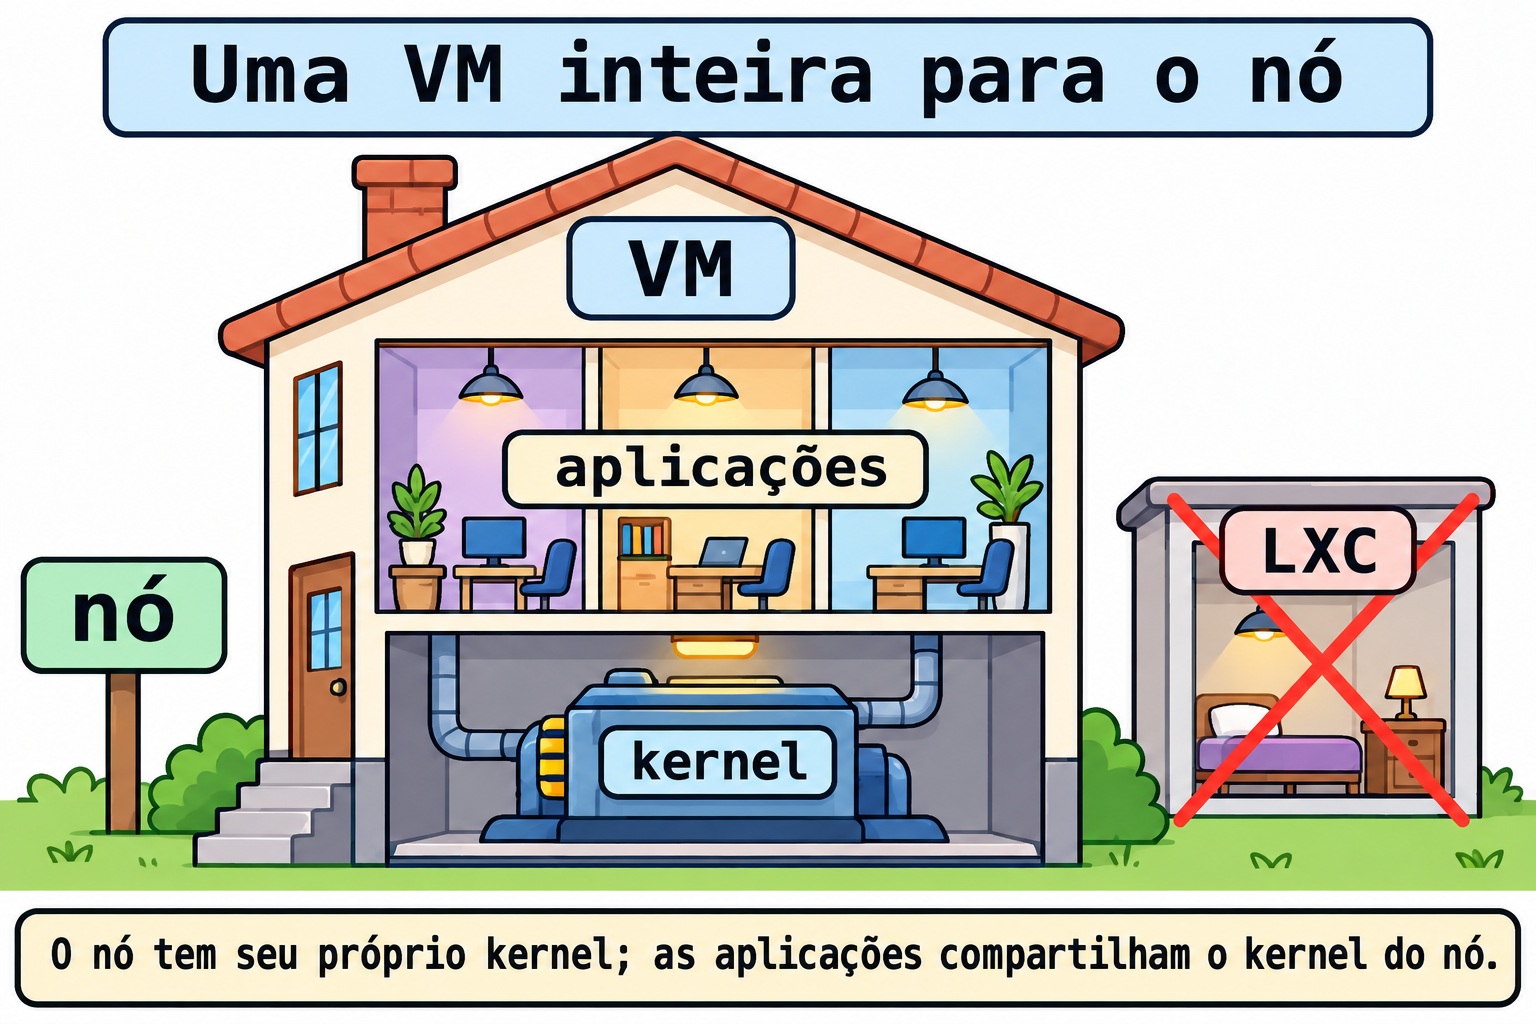 Uma VM inteira para o nó
VM
aplicações
LXC
nó
kernel
O nó tem seu próprio kernel; as aplicações compartilham o kernel do nó.